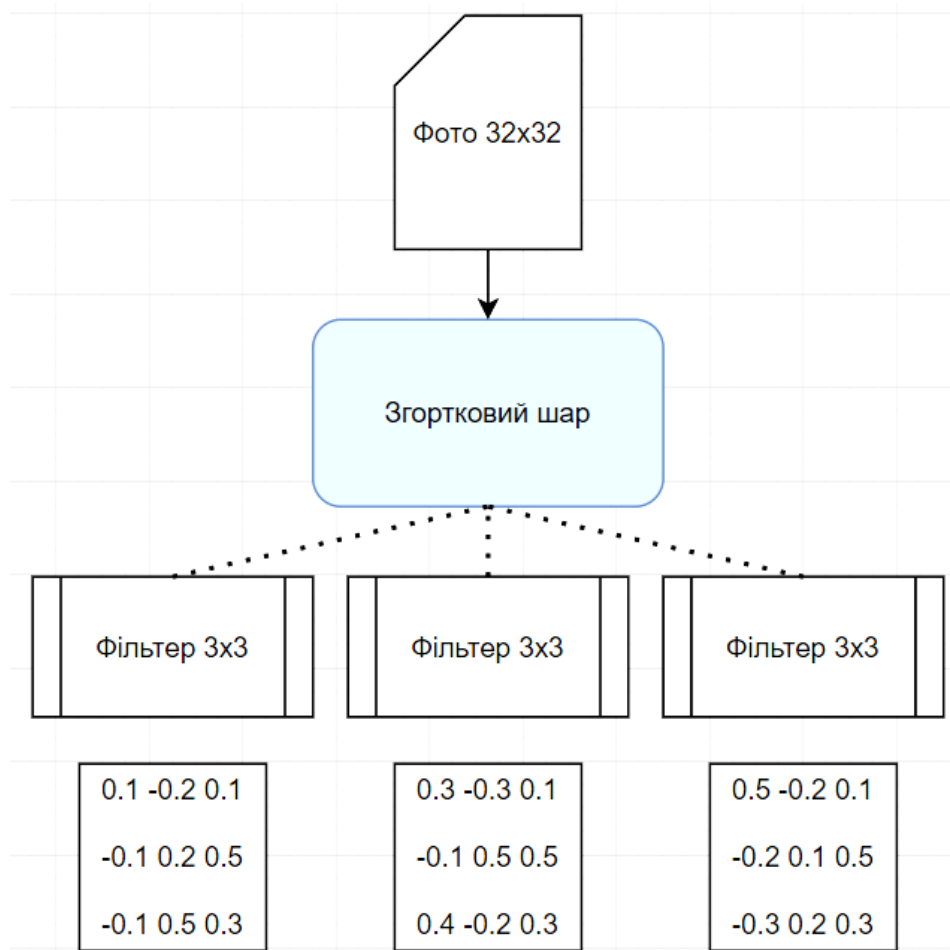 Фото 32x32
Згортковий шар
Фільтер 3x3
Фільтер 3x3
Фільтер 3x3
0.1 -0.2 0.1
-0.1 0.2 0.5
-0.1 0.5 0.3
0.3 -0.3 0.1
-0.1 0.5 0.5
0.4 -0.2 0.3
0.5 -0.2 0.1
-0.2 0.1 0.5
-0.3 0.2 0.3